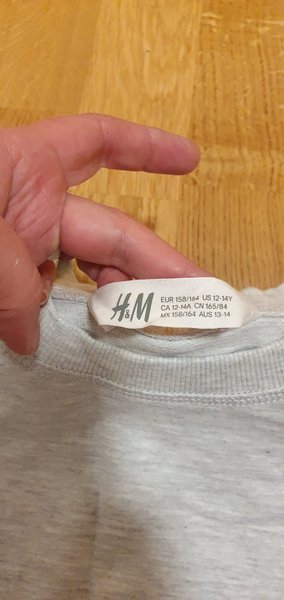 H&M
EUR 158/164 US 12-14Y
CA 12-14A CN 165/84
MX 158/164 AUS 13-14